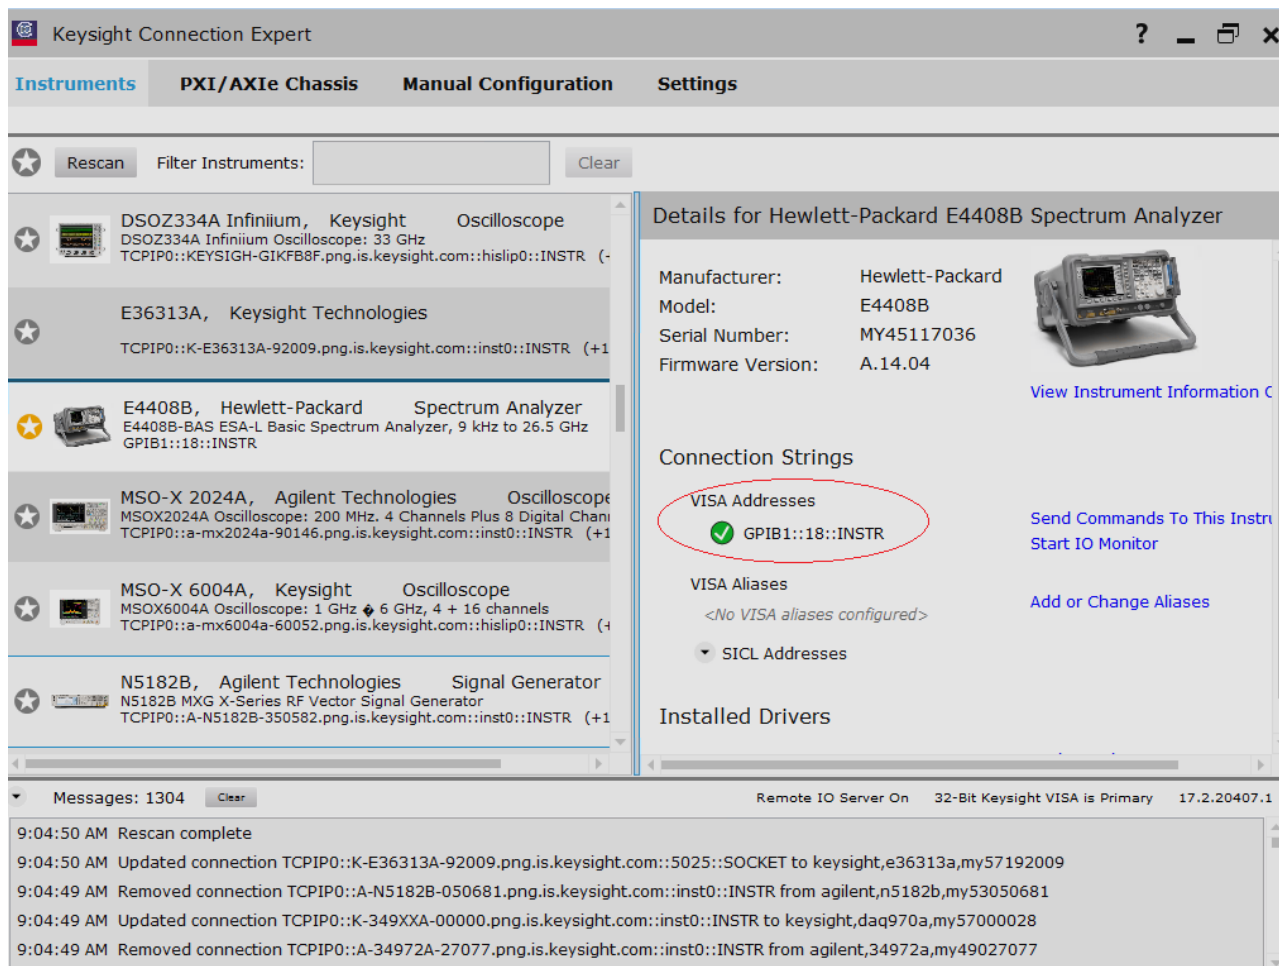 Keysight Connection Expert
Instruments PXI/AXIe Chassis Manual Configuration Settings
Rescan Filter Instruments: Clear
DSOZ334A Infiniium, Keysight Oscilloscope
DSOZ334A Infiniium Oscilloscope: 33 GHz
TCPIP0::KEYSIGH-GIKFB8F.png.is.keysight.com::hislip0::INSTR (-
E36313A, Keysight Technologies
TCPIP0::K-E36313A-92009.png.is.keysight.com::inst0::INSTR (+1
E4408B, Hewlett-Packard Spectrum Analyzer
E4408B-BAS ESA-L Basic Spectrum Analyzer, 9 kHz to 26.5 GHz
GPIB1::18::INSTR
MSO-X 2024A, Agilent Technologies Oscilloscope
MSOX2024A Oscilloscope: 200 MHz. 4 Channels Plus 8 Digital Chan
TCPIP0::a-mx2024a-90146.png.is.keysight.com::inst0::INSTR (+1
MSO-X 6004A, Keysight Oscilloscope
MSOX6004A Oscilloscope: 1 GHz � 6 GHz, 4 + 16 channels
TCPIP0::a-mx6004a-60052.png.is.keysight.com::hislip0::INSTR (+
N5182B, Agilent Technologies Signal Generator
N5182B MXG X-Series RF Vector Signal Generator
TCPIP0::A-N5182B-350582.png.is.keysight.com::inst0::INSTR (+1
Details for Hewlett-Packard E4408B Spectrum Analyzer
Manufacturer: Hewlett-Packard
Model: E4408B
Serial Number: MY45117036
Firmware Version: A.14.04
View Instrument Information
Connection Strings
VISA Addresses
GPIB1::18::INSTR
Send Commands To This Instru
Start IO Monitor
VISA Aliases
<No VISA aliases configured>
Add or Change Aliases
SICL Addresses
Installed Drivers
Messages: 1304 Clear Remote IO Server On 32-Bit Keysight VISA is Primary 17.2.20407.1
9:04:50 AM Rescan complete
9:04:50 AM Updated connection TCPIP0::K-E36313A-92009.png.is.keysight.com::5025::SOCKET to keysight,e36313a,my57192009
9:04:49 AM Removed connection TCPIP0::A-N5182B-050681.png.is.keysight.com::inst0::INSTR from agilent,n5182b,my53050681
9:04:49 AM Updated connection TCPIP0::K-349XXA-00000.png.is.keysight.com::inst0::INSTR to keysight,daq970a,my57000028
9:04:49 AM Removed connection TCPIP0::A-34972A-27077.png.is.keysight.com::inst0::INSTR from agilent,34972a,my49027077